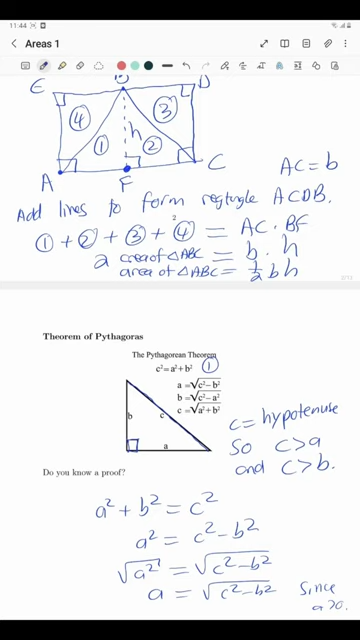 11:44
84%
Areas 1
E
B
D
4
3
1
h
2
A
F
C
AC = b
Add lines to form regtangle ACDB.
① + ② + ③ + ④ = AC · BF
2 area of △ABC = b · h
area of △ABC = 1/2 b h
Theorem of Pythagoras
The Pythagorean Theorem
c² = a² + b² ①
a = √c² − b²
b = √c² − a²
c = √a² + b²
b
c
a
c = hypotenuse
So c > a
and c > b.
Do you know a proof?
a² + b² = c²
a² = c² − b²
√a² = √c² − b²
a = √c² − b² Since
a > 0.